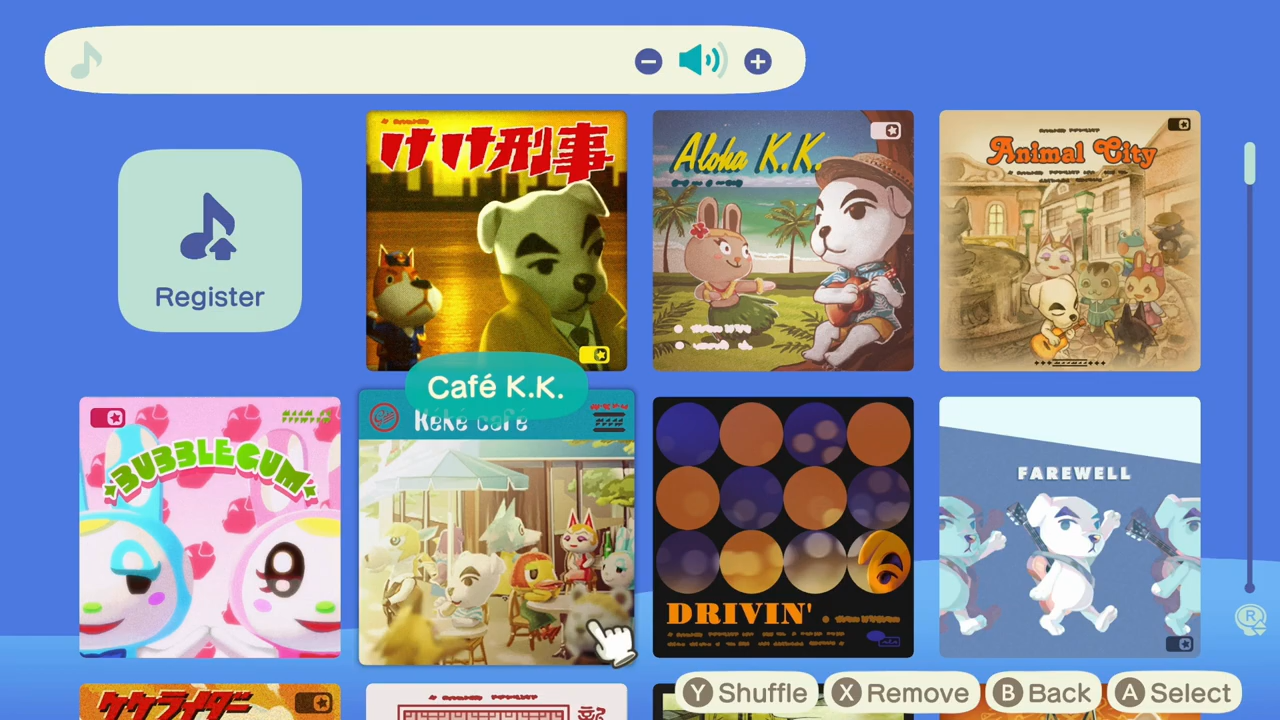 Register
けけ刑事
Aloha K.K.
Animal City
BUBBLEGUM
Café K.K.
Kéké café
DRIVIN'
FAREWELL
R
ケケライダー
Y Shuffle
X Remove
B Back
A Select